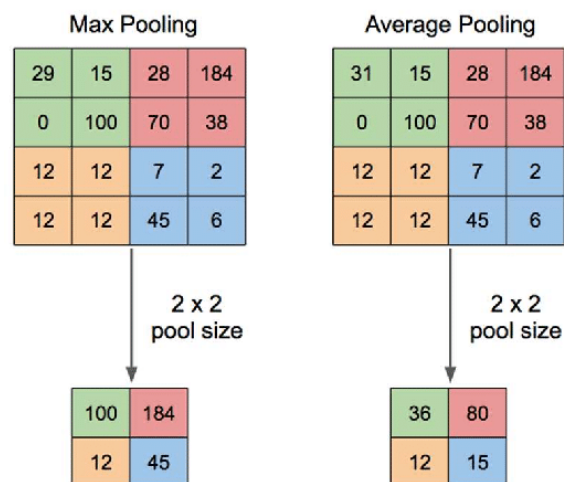 Max Pooling
29 15 28 184
0 100 70 38
12 12 7 2
12 12 45 6
2 x 2
pool size
100 184
12 45
Average Pooling
31 15 28 184
0 100 70 38
12 12 7 2
12 12 45 6
2 x 2
pool size
36 80
12 15